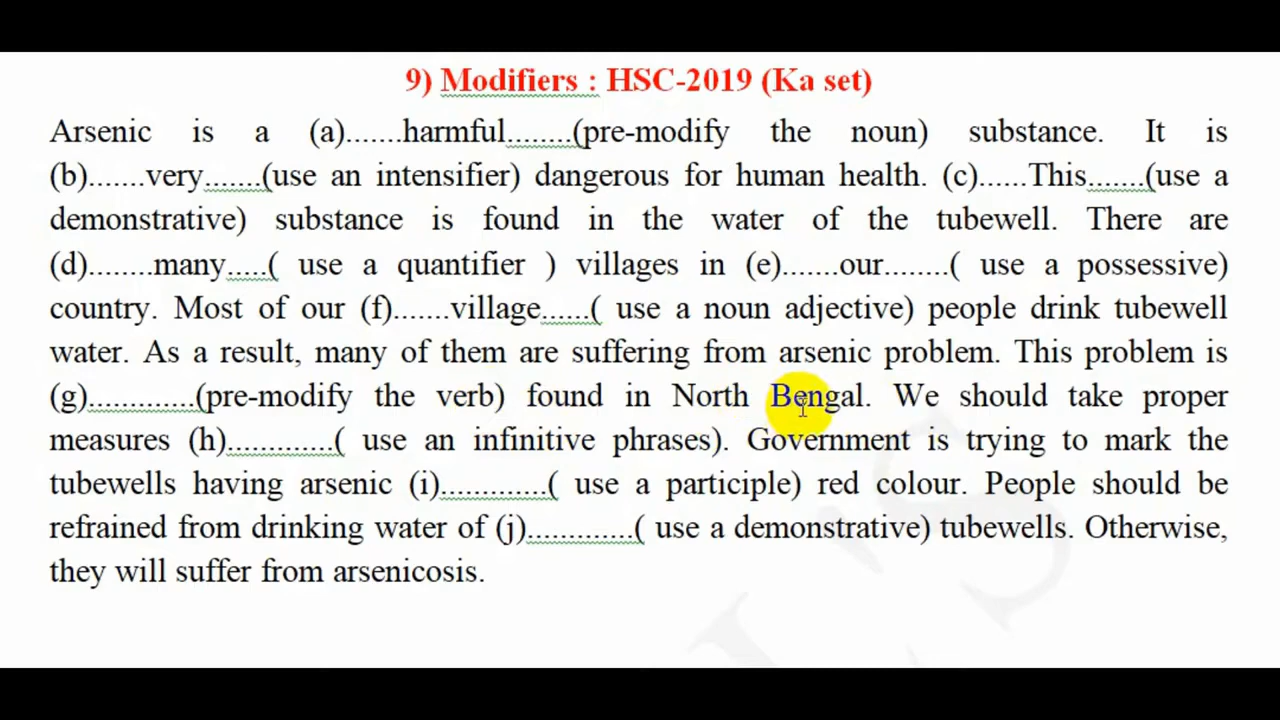 9) Modifiers : HSC-2019 (Ka set)
Arsenic is a (a).......harmful........(pre-modify the noun) substance. It is
(b).......very.......(use an intensifier) dangerous for human health. (c)......This.......(use a
demonstrative) substance is found in the water of the tubewell. There are
(d)........many.....( use a quantifier ) villages in (e).......our........( use a possessive)
country. Most of our (f).......village......( use a noun adjective) people drink tubewell
water. As a result, many of them are suffering from arsenic problem. This problem is
(g).............(pre-modify the verb) found in North Bengal. We should take proper
measures (h).............( use an infinitive phrases). Government is trying to mark the
tubewells having arsenic (i).............( use a participle) red colour. People should be
refrained from drinking water of (j).............( use a demonstrative) tubewells. Otherwise,
they will suffer from arsenicosis.